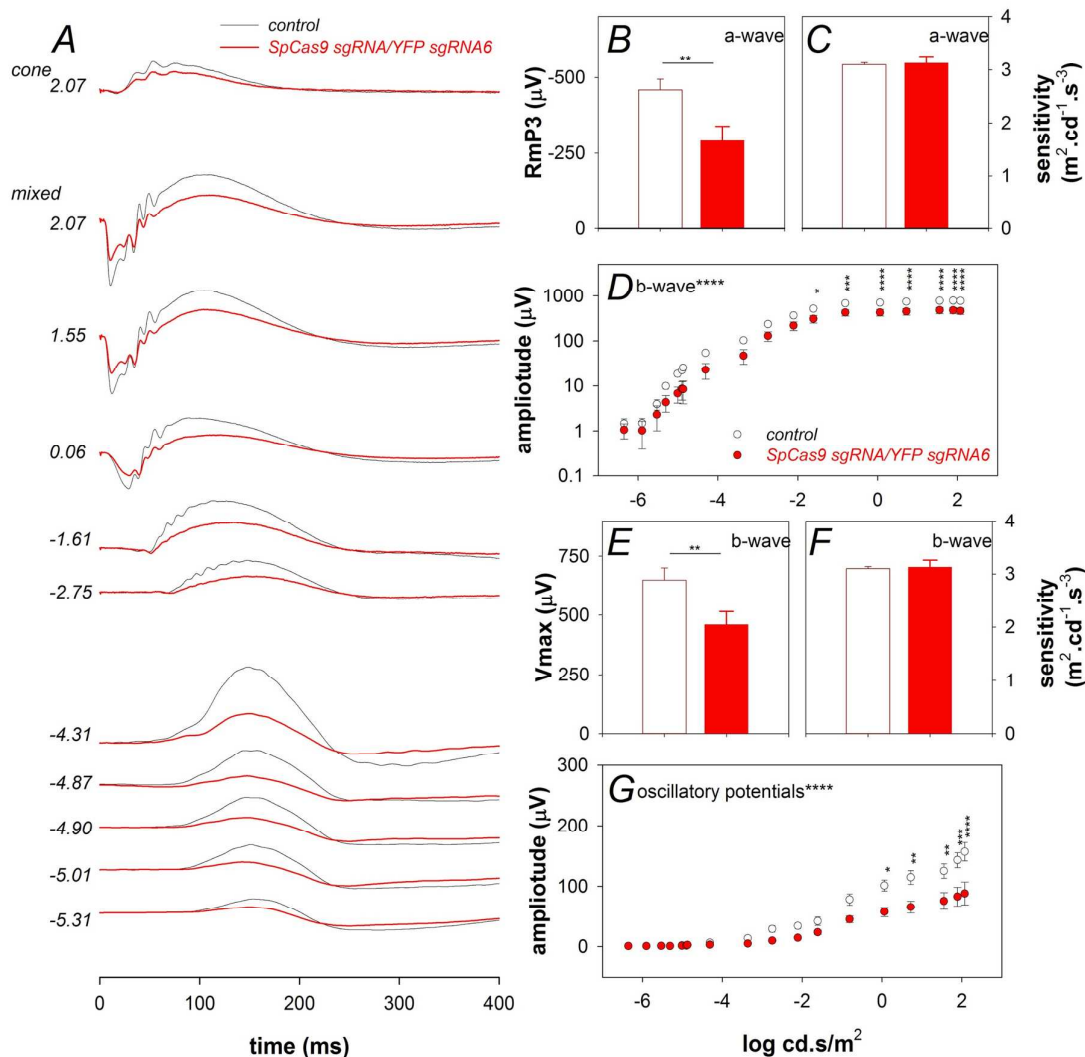 A
control
SpCas9 sgRNA/YFP sgRNA6
cone
2.07
mixed
2.07
1.55
0.06
-1.61
-2.75
-4.31
-4.87
-4.90
-5.01
-5.31
0 100 200 300 400
time (ms)
B a-wave
**
RmP3 (µV)
-500
-250
0
C a-wave
4
3
2
1
0
sensitivity
(m².cd⁻¹.s⁻³)
D b-wave****
* *** **** **** **** **** ****
ampliotude (µV)
1000
100
10
1
0.1
control
SpCas9 sgRNA/YFP sgRNA6
-6 -4 -2 0 2
E b-wave
**
Vmax (µV)
750
500
250
0
F b-wave
4
3
2
1
0
sensitivity
(m².cd⁻¹.s⁻³)
G oscillatory potentials****
* ** ** *** ****
ampliotude (µV)
300
200
100
0
-6 -4 -2 0 2
log cd.s/m²